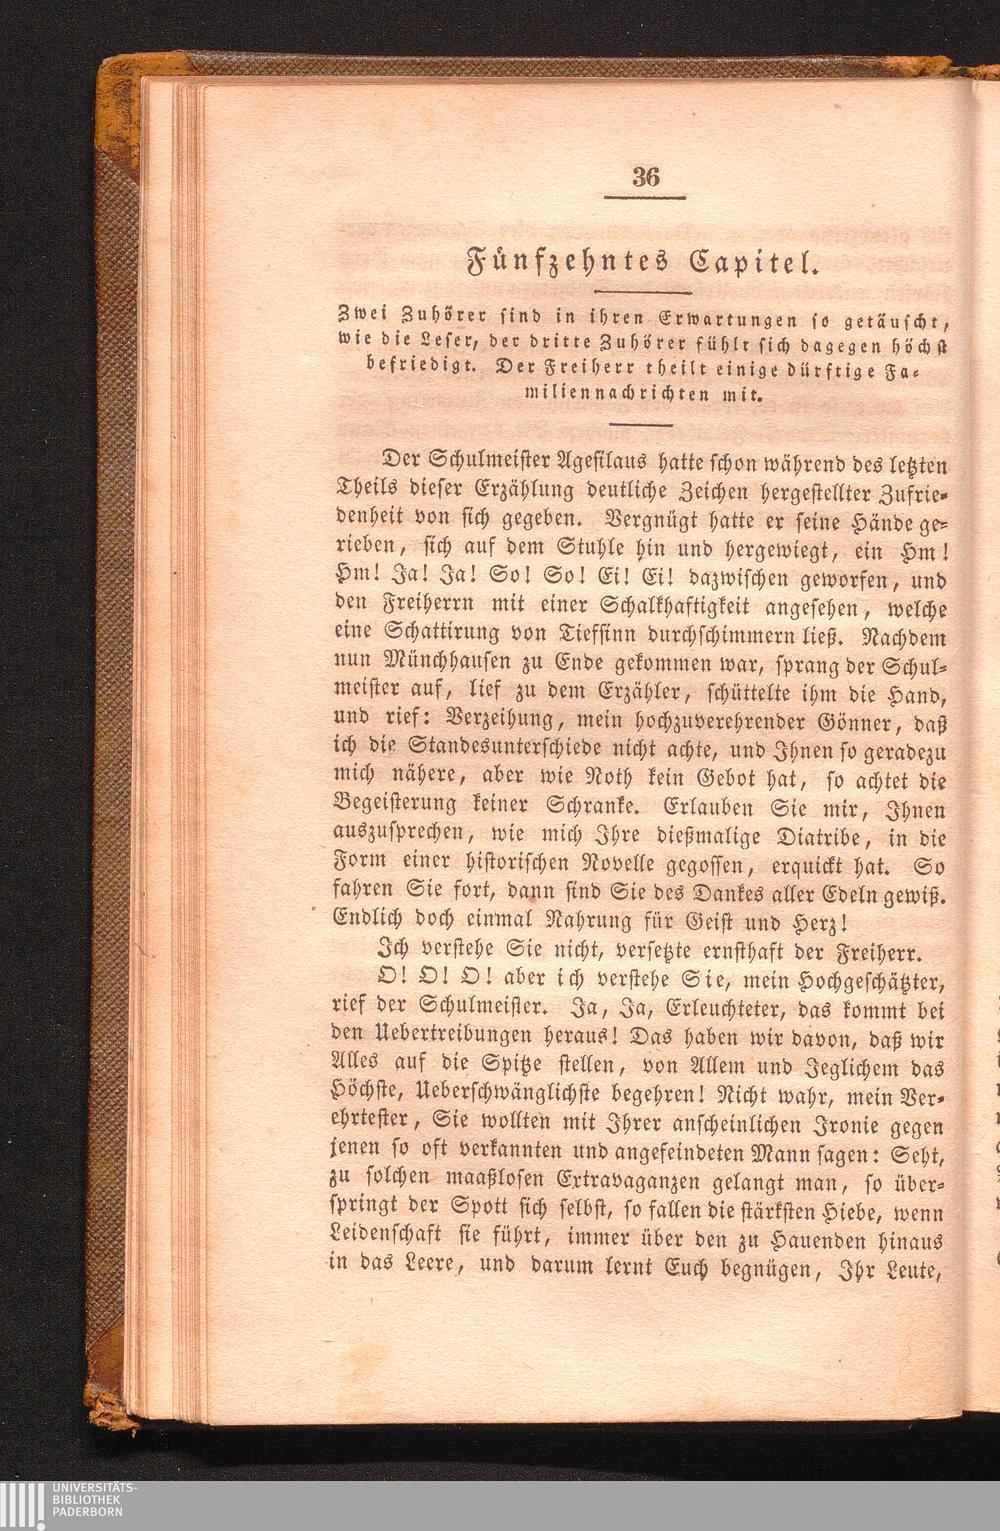 36
Fünfzehntes Capitel.
Zwei Zuhörer sind in ihren Erwartungen so getäuscht,
wie die Leser, der dritte Zuhörer fühlt sich dagegen höchst
befriedigt. Der Freiherr theilt einige dürftige Fa-
miliennachrichten mit.
Der Schulmeister Agesilaus hatte schon während des letzten
Theils dieser Erzählung deutliche Zeichen hergestellter Zufrie-
denheit von sich gegeben. Vergnügt hatte er seine Hände ge-
rieben, sich auf dem Stuhle hin und hergewiegt, ein Hm!
Hm! Ja! Ja! So! So! Ei! Ei! dazwischen geworfen, und
den Freiherrn mit einer Schalkhaftigkeit angesehen, welche
eine Schattirung von Tiefsinn durchschimmern ließ. Nachdem
nun Münchhausen zu Ende gekommen war, sprang der Schul-
meister auf, lief zu dem Erzähler, schüttelte ihm die Hand,
und rief: Verzeihung, mein hochzuverehrender Gönner, daß
ich die Standesunterschiede nicht achte, und Ihnen so geradezu
mich nähere, aber wie Noth kein Gebot hat, so achtet die
Begeisterung keiner Schranke. Erlauben Sie mir, Ihnen
auszusprechen, wie mich Ihre dießmalige Diatribe, in die
Form einer historischen Novelle gegossen, erquickt hat. So
fahren Sie fort, dann sind Sie des Dankes aller Edeln gewiß.
Endlich doch einmal Nahrung für Geist und Herz!
Ich verstehe Sie nicht, versetzte ernsthaft der Freiherr.
O! O! O! aber ich verstehe Sie, mein Hochgeschätzter,
rief der Schulmeister. Ja, Ja, Erleuchteter, das kommt bei
den Uebertreibungen heraus! Das haben wir davon, daß wir
Alles auf die Spitze stellen, von Allem und Jeglichem das
Höchste, Ueberschwänglichste begehren! Nicht wahr, mein Ver-
ehrtester, Sie wollten mit Ihrer anscheinlichen Ironie gegen
jenen so oft verkannten und angefeindeten Mann sagen: Seht,
zu solchen maaßlosen Extravaganzen gelangt man, so über-
springt der Spott sich selbst, so fallen die stärksten Hiebe, wenn
Leidenschaft sie führt, immer über den zu Hauenden hinaus
in das Leere, und darum lernt Euch begnügen, Ihr Leute,
UNIVERSITÄTS-
BIBLIOTHEK
PADERBORN